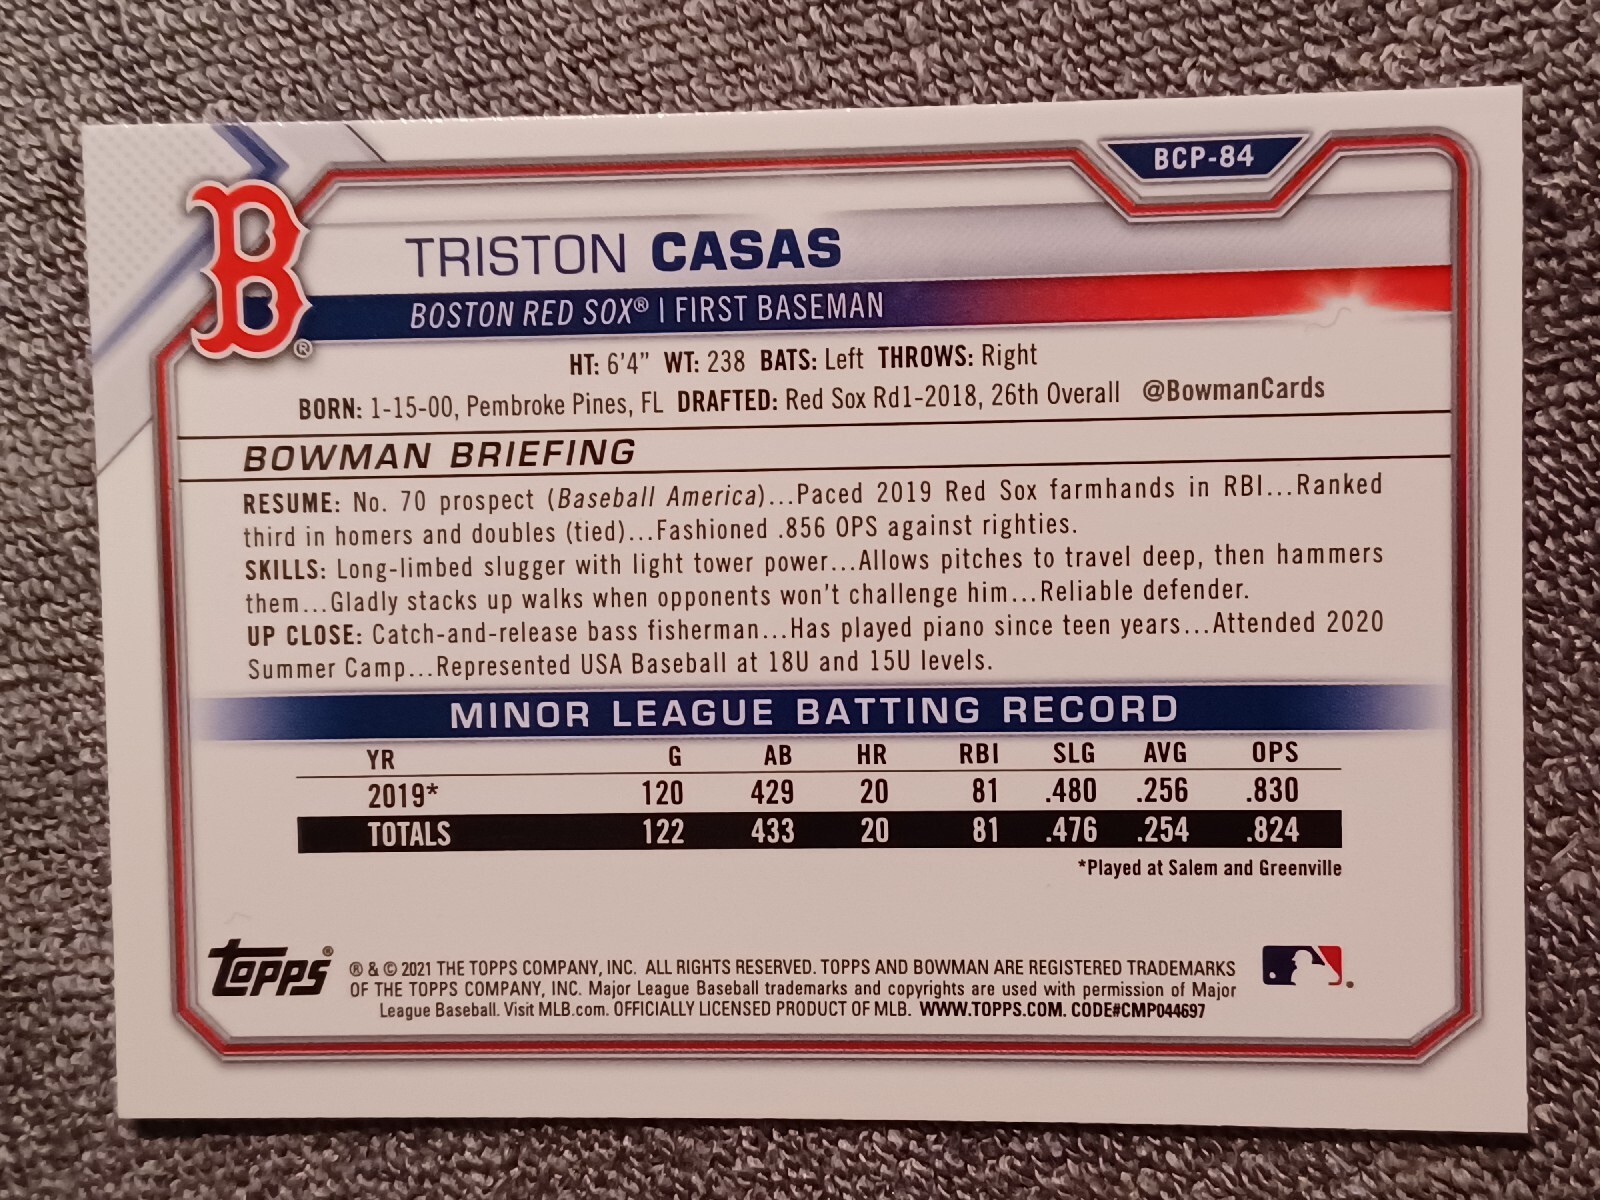 BCP-84
B®
TRISTON CASAS
BOSTON RED SOX® | FIRST BASEMAN
HT: 6'4" WT: 238 BATS: Left THROWS: Right
BORN: 1-15-00, Pembroke Pines, FL DRAFTED: Red Sox Rd1-2018, 26th Overall @BowmanCards
BOWMAN BRIEFING
RESUME: No. 70 prospect (Baseball America)...Paced 2019 Red Sox farmhands in RBI...Ranked
third in homers and doubles (tied)...Fashioned .856 OPS against righties.
SKILLS: Long-limbed slugger with light tower power...Allows pitches to travel deep, then hammers
them...Gladly stacks up walks when opponents won't challenge him...Reliable defender.
UP CLOSE: Catch-and-release bass fisherman...Has played piano since teen years...Attended 2020
Summer Camp...Represented USA Baseball at 18U and 15U levels.
MINOR LEAGUE BATTING RECORD
YR G AB HR RBI SLG AVG OPS
2019* 120 429 20 81 .480 .256 .830
TOTALS 122 433 20 81 .476 .254 .824
*Played at Salem and Greenville
topps®
® & © 2021 THE TOPPS COMPANY, INC. ALL RIGHTS RESERVED. TOPPS AND BOWMAN ARE REGISTERED TRADEMARKS
OF THE TOPPS COMPANY, INC. Major League Baseball trademarks and copyrights are used with permission of Major
League Baseball. Visit MLB.com. OFFICIALLY LICENSED PRODUCT OF MLB. WWW.TOPPS.COM. CODE#CMP044697